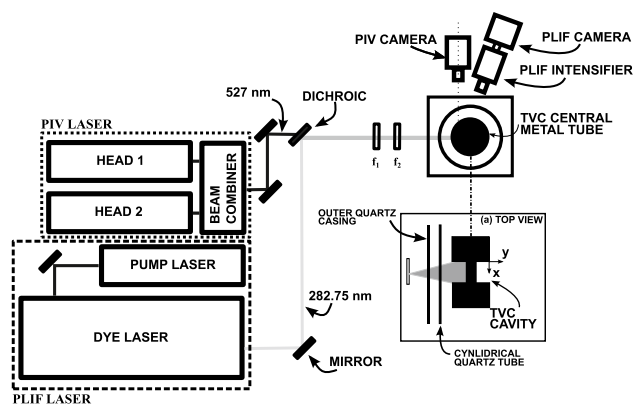 PIV CAMERA
PLIF CAMERA
PLIF INTENSIFIER
527 nm
DICHROIC
TVC CENTRAL
METAL TUBE
PIV LASER
HEAD 1
HEAD 2
BEAM
COMBINER
f1
f2
PUMP LASER
DYE LASER
PLIF LASER
282.75 nm
MIRROR
(a) TOP VIEW
OUTER QUARTZ
CASING
y
x
TVC
CAVITY
CYNLIDRICAL
QUARTZ TUBE